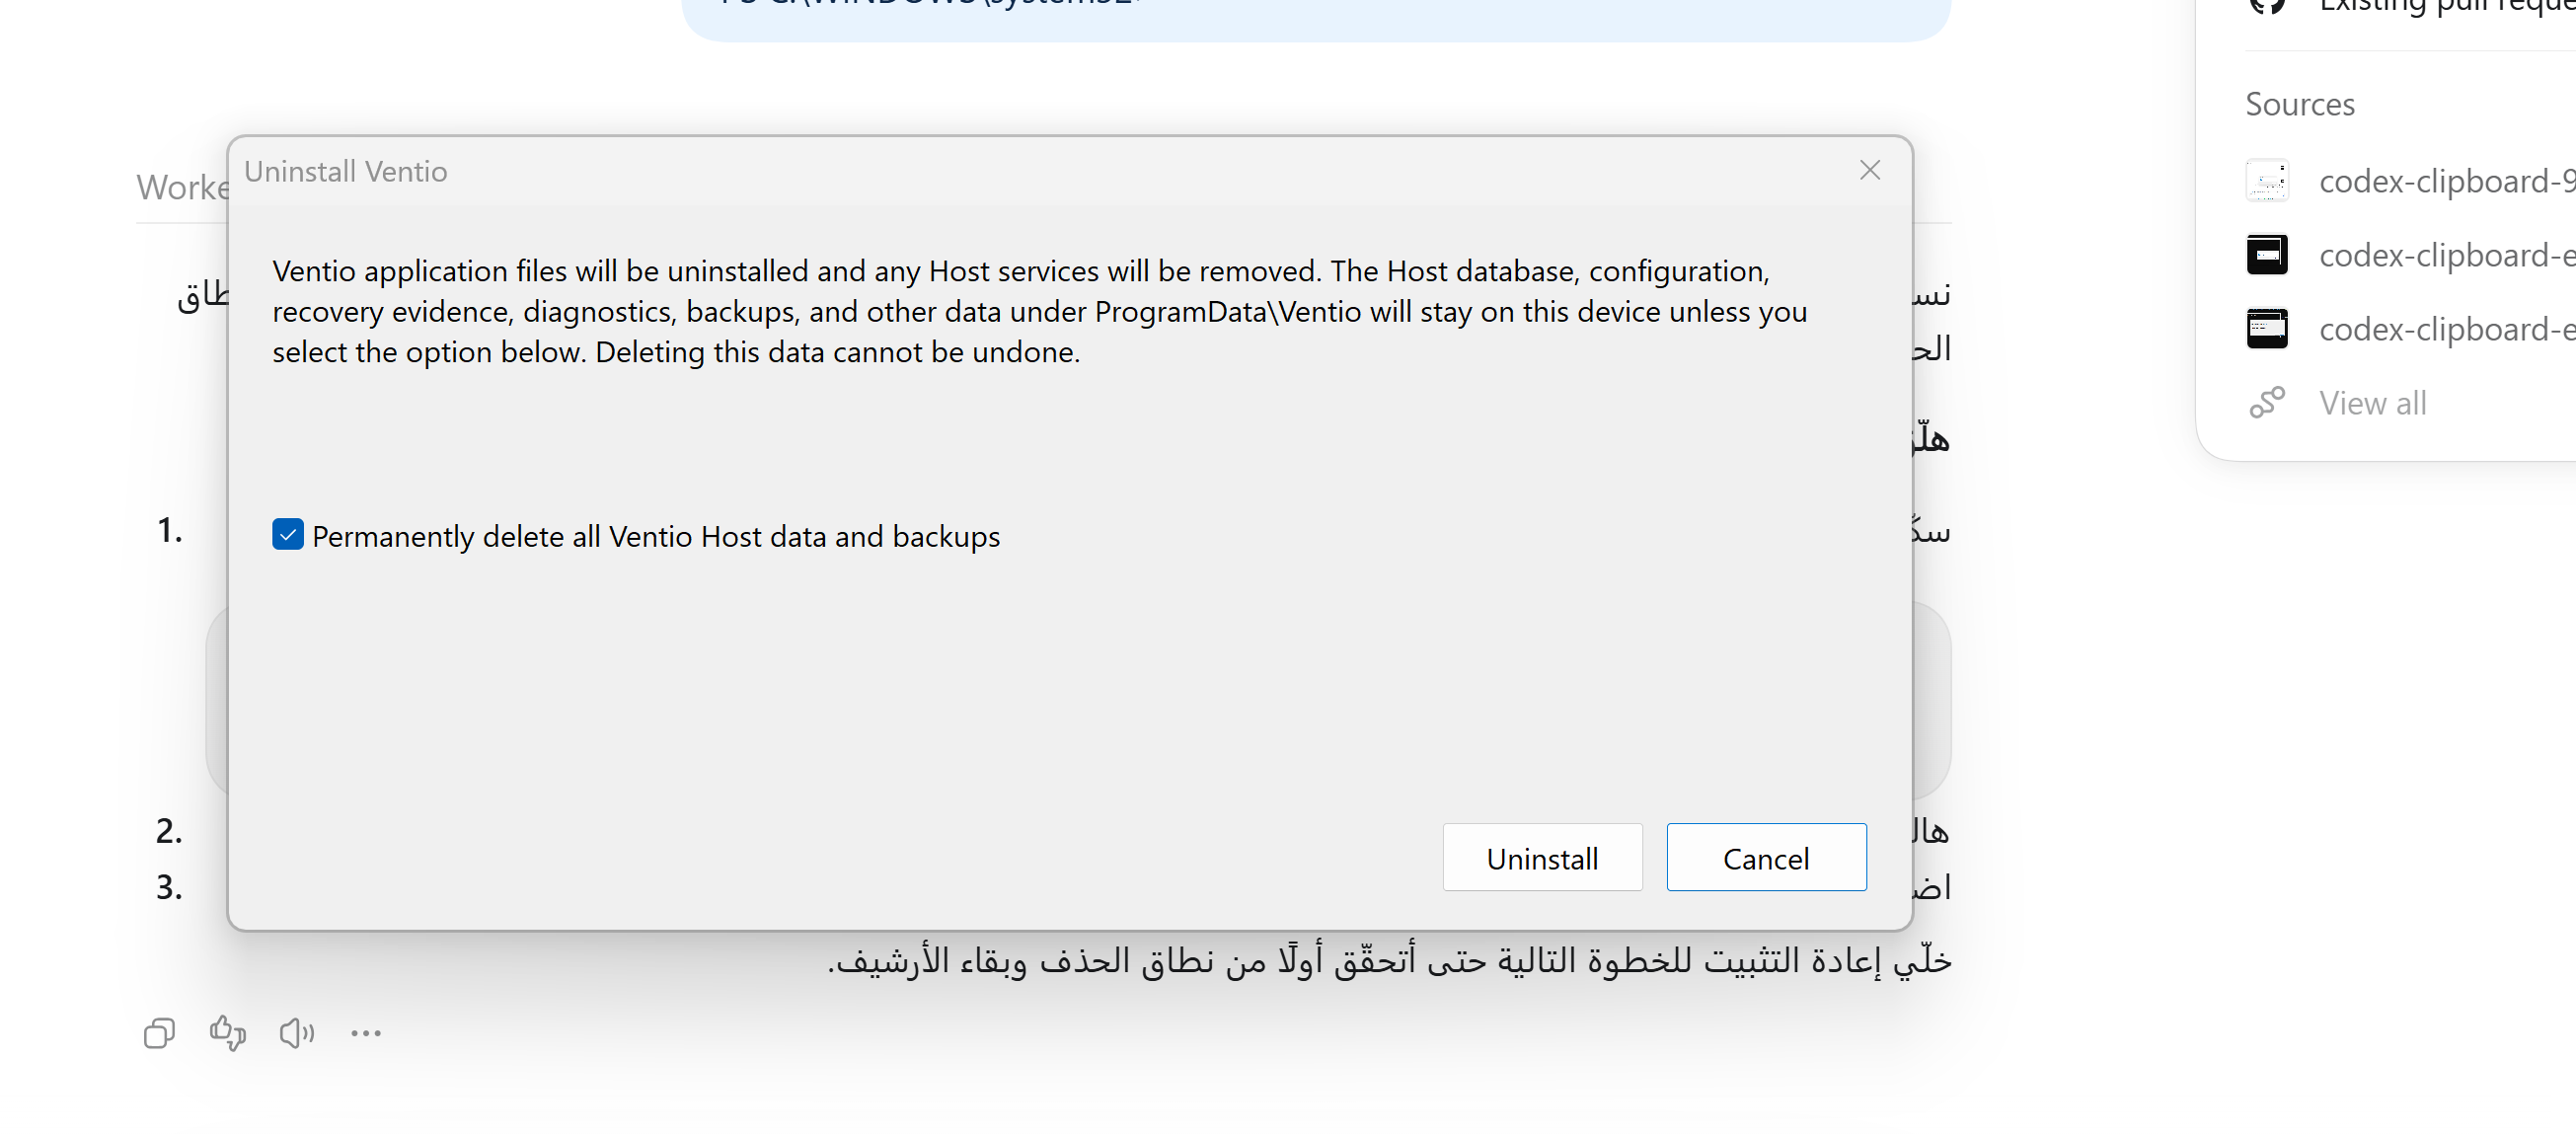 Existing pull
Sources
codex-clipboard-9
codex-clipboard-e
codex-clipboard-e
View all
Uninstall Ventio
Ventio application files will be uninstalled and any Host services will be removed. The Host database, configuration,
recovery evidence, diagnostics, backups, and other data under ProgramData\Ventio will stay on this device unless you
select the option below. Deleting this data cannot be undone.
Permanently delete all Ventio Host data and backups
Uninstall
Cancel
1.
2.
3.
خلّي إعادة التثبيت للخطوة التالية حتى أتحقّق أولًا من نطاق الحذف وبقاء الأرشيف.